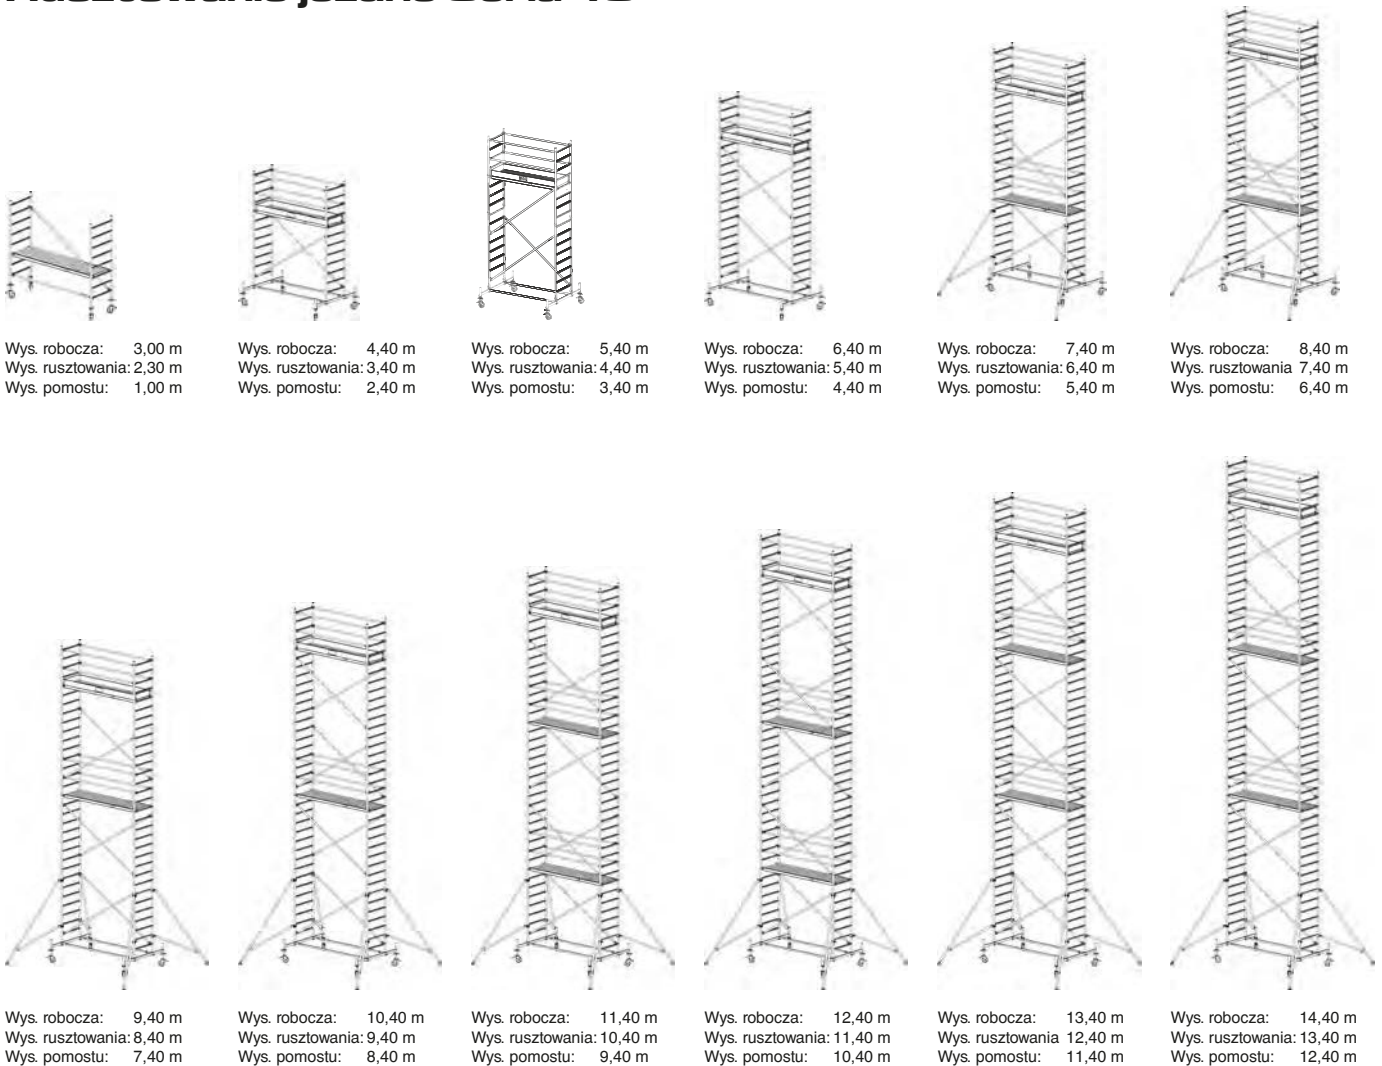 Wys. robocza: 3,00 m
Wys. rusztowania: 2,30 m
Wys. pomostu: 1,00 m
Wys. robocza: 4,40 m
Wys. rusztowania: 3,40 m
Wys. pomostu: 2,40 m
Wys. robocza: 5,40 m
Wys. rusztowania: 4,40 m
Wys. pomostu: 3,40 m
Wys. robocza: 6,40 m
Wys. rusztowania: 5,40 m
Wys. pomostu: 4,40 m
Wys. robocza: 7,40 m
Wys. rusztowania: 6,40 m
Wys. pomostu: 5,40 m
Wys. robocza: 8,40 m
Wys. rusztowania 7,40 m
Wys. pomostu: 6,40 m
Wys. robocza: 9,40 m
Wys. rusztowania: 8,40 m
Wys. pomostu: 7,40 m
Wys. robocza: 10,40 m
Wys. rusztowania: 9,40 m
Wys. pomostu: 8,40 m
Wys. robocza: 11,40 m
Wys. rusztowania: 10,40 m
Wys. pomostu: 9,40 m
Wys. robocza: 12,40 m
Wys. rusztowania: 11,40 m
Wys. pomostu: 10,40 m
Wys. robocza: 13,40 m
Wys. rusztowania 12,40 m
Wys. pomostu: 11,40 m
Wys. robocza: 14,40 m
Wys. rusztowania: 13,40 m
Wys. pomostu: 12,40 m